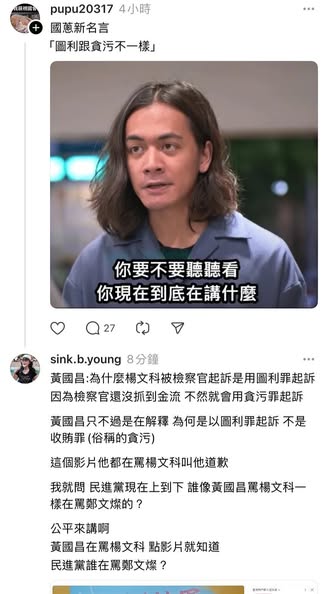 pupu20317 4小時
國蔥新名言
「圖利跟貪污不一樣」
你要不要聽聽看
你現在到底在講什麼
27
sink.b.young 8分鐘
黃國昌:為什麼楊文科被檢察官起訴是用圖利罪起訴
因為檢察官還沒抓到金流 不然就會用貪污罪起訴
黃國昌只不過是在解釋 為何是以圖利罪起訴 不是
收賄罪(俗稱的貪污)
這個影片他都在罵楊文科叫他道歉
我就問 民進黨現在上到下 誰像黃國昌罵楊文科一
樣在罵鄭文燦的？
公平來講啊
黃國昌在罵楊文科 點影片就知道
民進黨誰在罵鄭文燦？